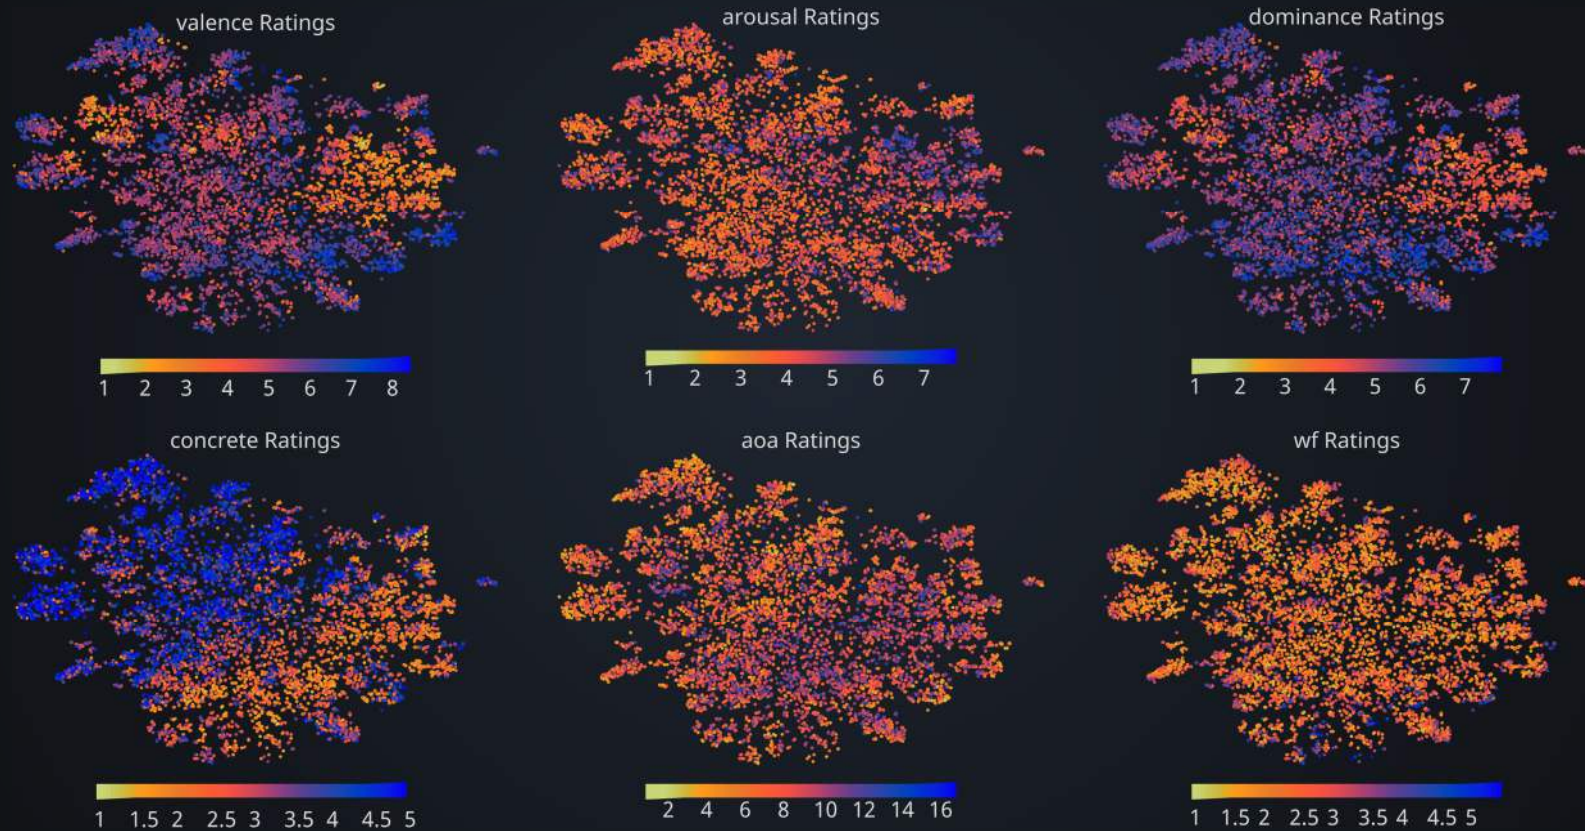 valence Ratings
arousal Ratings
dominance Ratings
1 2 3 4 5 6 7 8
1 2 3 4 5 6 7
1 2 3 4 5 6 7
concrete Ratings
aoa Ratings
wf Ratings
1 1.5 2 2.5 3 3.5 4 4.5 5
2 4 6 8 10 12 14 16
1 1.5 2 2.5 3 3.5 4 4.5 5